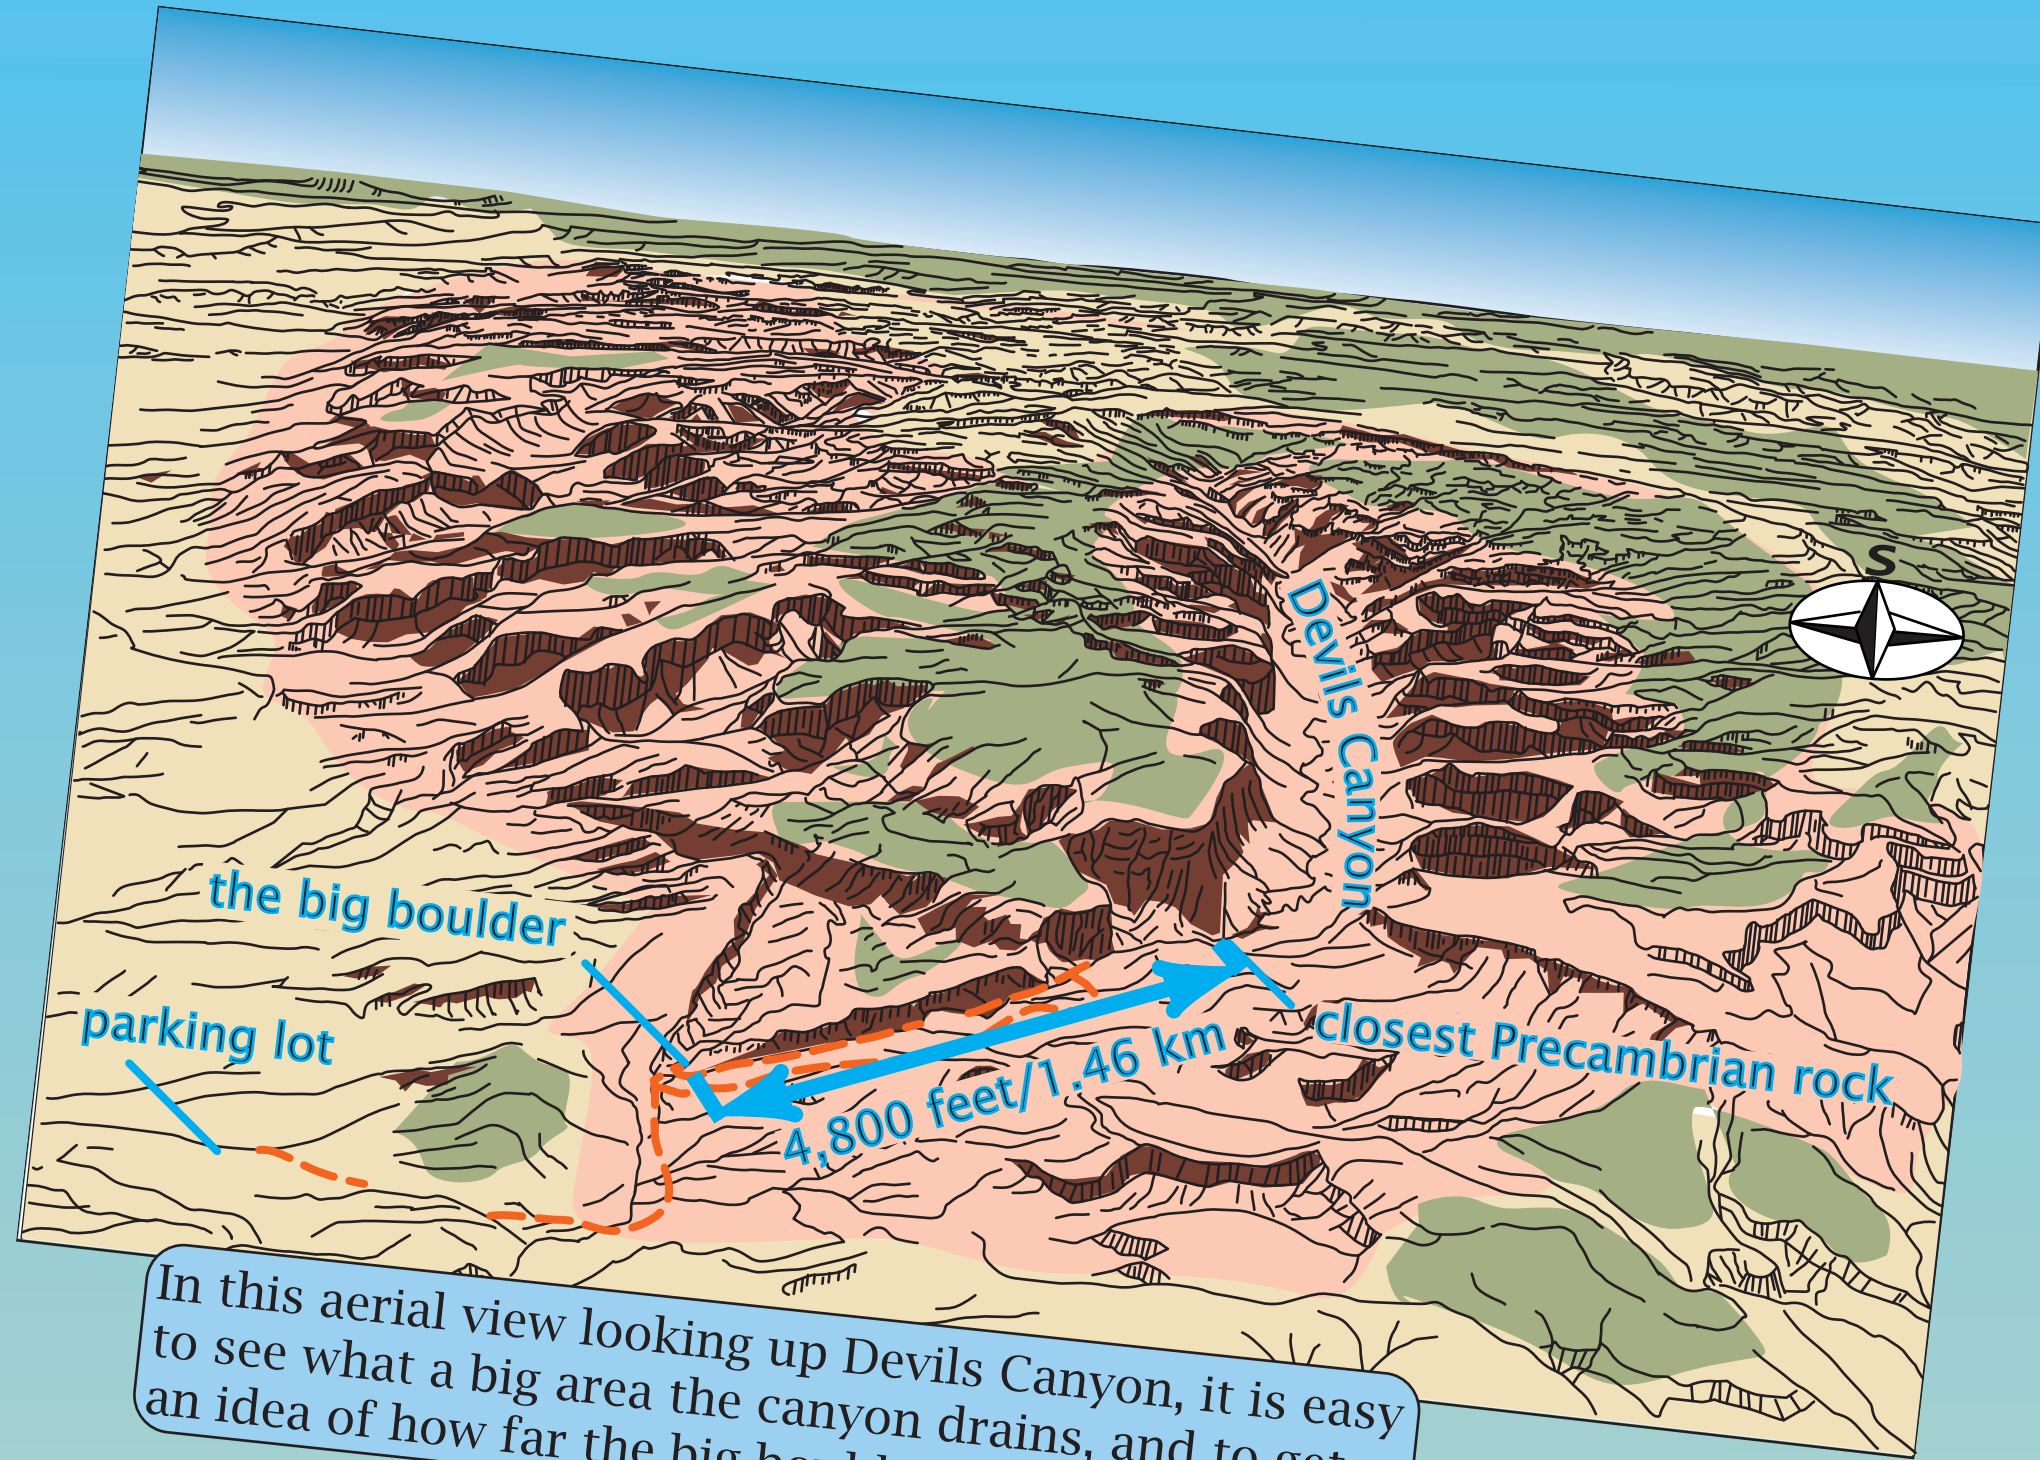 S
Devils Canyon
the big boulder
parking lot
closest Precambrian rock
4,800 feet/1.46 km
In this aerial view looking up Devils Canyon, it is easy
to see what a big area the canyon drains, and to get
an idea of how far the big